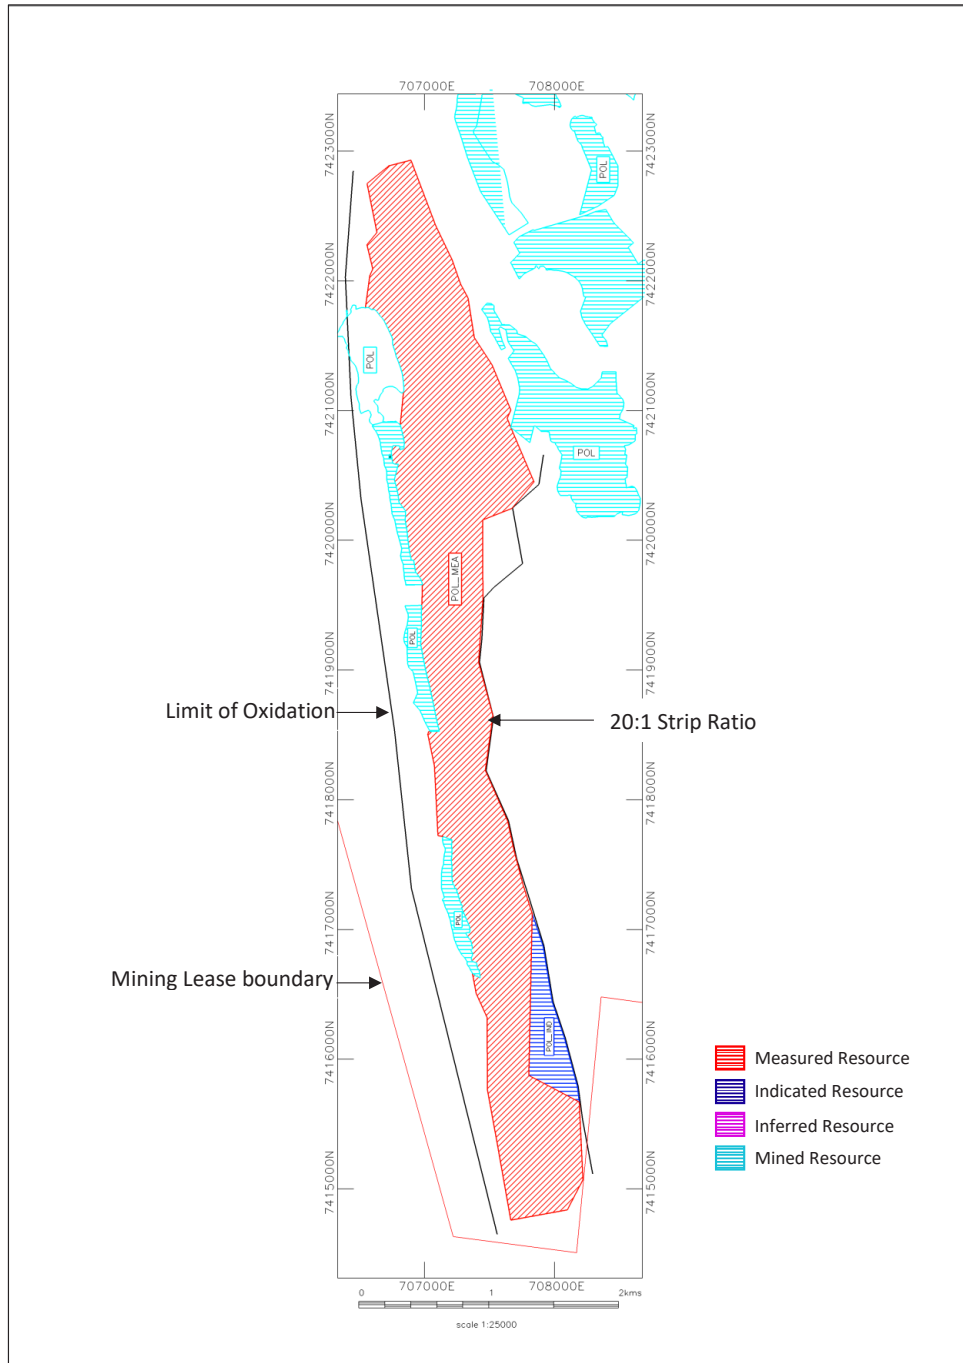 707000E 708000E
7423000N 7423000N
POL
7422000N 7422000N
POL
7421000N 7421000N
POL
7420000N 7420000N
POL_MEA
POL
7419000N 7419000N
Limit of Oxidation
20:1 Strip Ratio
7418000N 7418000N
POL
7417000N 7417000N
Mining Lease boundary
POL_IND
7416000N 7416000N
Measured Resource
Indicated Resource
Inferred Resource
Mined Resource
7415000N 7415000N
707000E 708000E
0 1 2kms
scale 1:25000